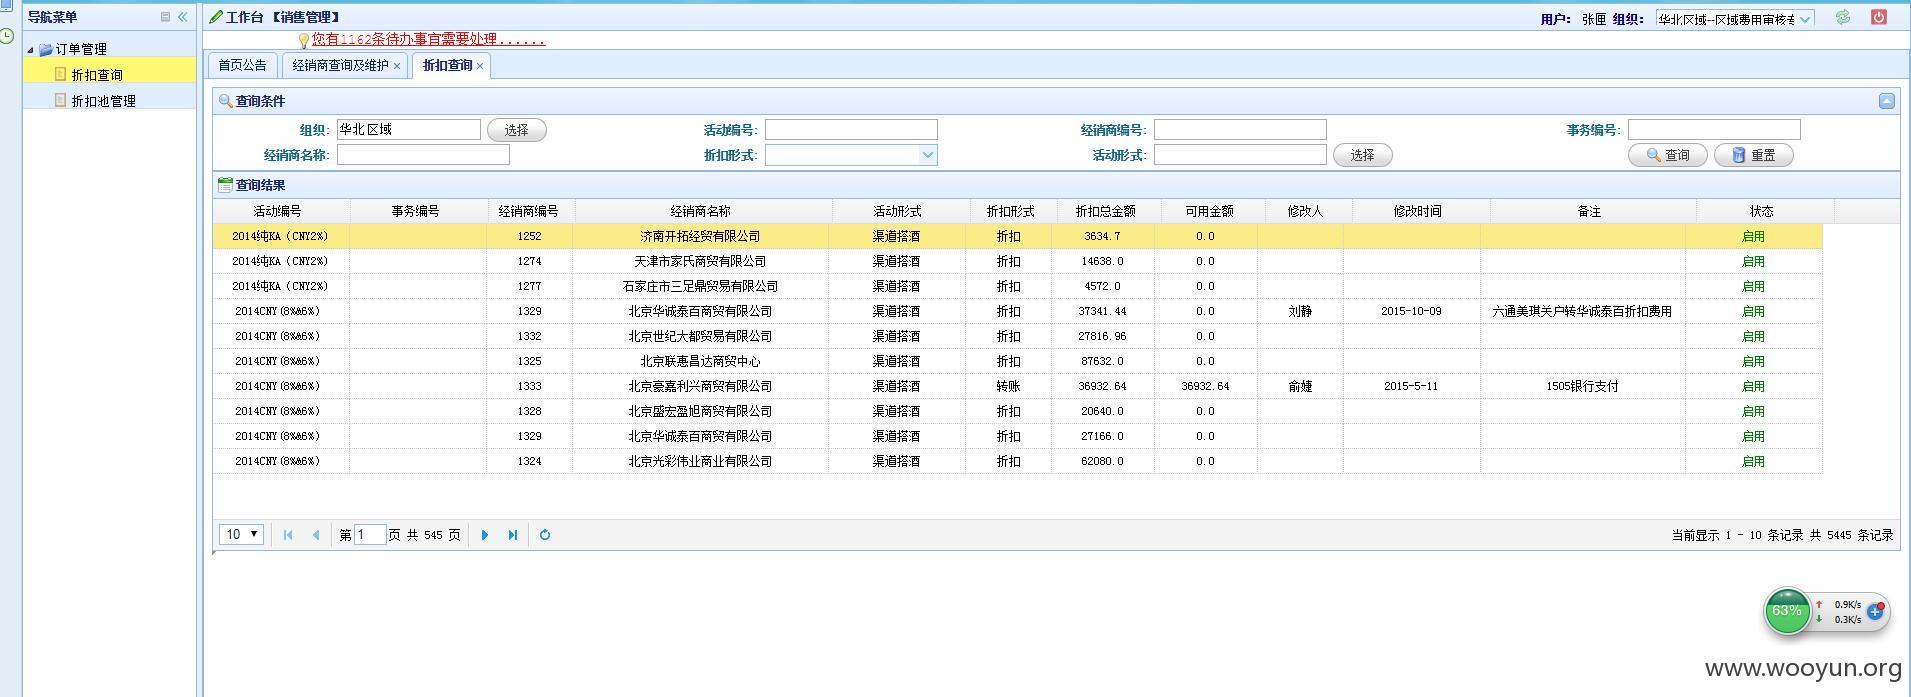 导航菜单
工作台 【销售管理】
用户： 张匣 组织： 华北区域--区域费用审核专
您有1162条待办事宜需要处理......
订单管理
折扣查询
折扣池管理
首页公告 经销商查询及维护 × 折扣查询 ×
查询条件
组织: 华北区域 选择 活动编号: 经销商编号: 事务编号:
经销商名称: 折扣形式: 活动形式: 选择 查询 重置
查询结果
活动编号 事务编号 经销商编号 经销商名称 活动形式 折扣形式 折扣总金额 可用金额 修改人 修改时间 备注 状态
2014纯KA（CNY2%） 1252 济南开拓经贸有限公司 渠道搭酒 折扣 3634.7 0.0 启用
2014纯KA（CNY2%） 1274 天津市家氏商贸有限公司 渠道搭酒 折扣 14638.0 0.0 启用
2014纯KA（CNY2%） 1277 石家庄市三足鼎贸易有限公司 渠道搭酒 折扣 4572.0 0.0 启用
2014CNY(8%&6%) 1329 北京华诚泰百商贸有限公司 渠道搭酒 折扣 37341.44 0.0 刘静 2015-10-09 六通美琪关户转华诚泰百折扣费用 启用
2014CNY(8%&6%) 1332 北京世纪大都贸易有限公司 渠道搭酒 折扣 27816.96 0.0 启用
2014CNY(8%&6%) 1325 北京联惠昌达商贸中心 渠道搭酒 折扣 87632.0 0.0 启用
2014CNY(8%&6%) 1333 北京豪嘉利兴商贸有限公司 渠道搭酒 转账 36932.64 36932.64 俞婕 2015-5-11 1505银行支付 启用
2014CNY(8%&6%) 1328 北京盛宏盈旭商贸有限公司 渠道搭酒 折扣 20640.0 0.0 启用
2014CNY(8%&6%) 1329 北京华诚泰百商贸有限公司 渠道搭酒 折扣 27166.0 0.0 启用
2014CNY(8%&6%) 1324 北京光彩伟业商业有限公司 渠道搭酒 折扣 62080.0 0.0 启用
10 第 1 页 共 545 页 当前显示 1 - 10 条记录 共 5445 条记录
63% 0.9K/s
0.3K/s
www.wooyun.org